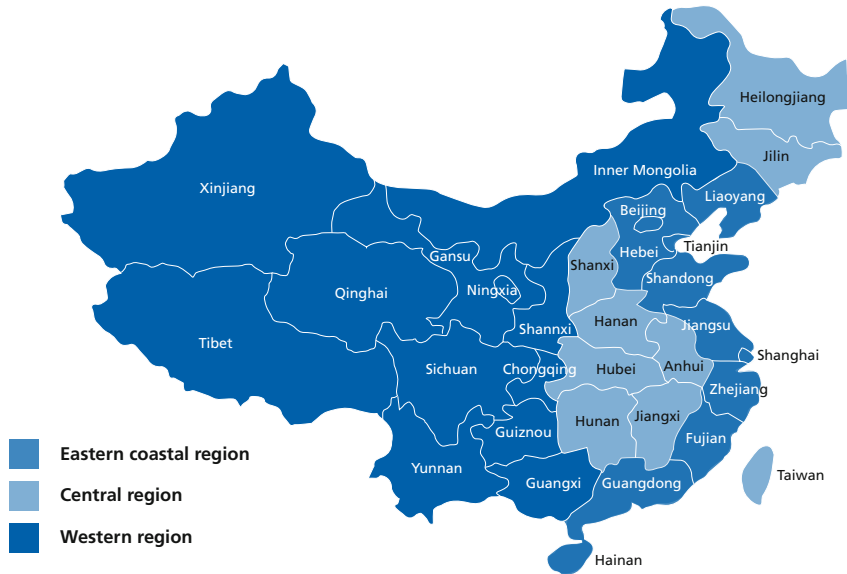 Heilongjiang
Jilin
Inner Mongolia
Xinjiang
Liaoyang
Beijing
Tianjin
Hebei
Gansu
Shanxi
Shandong
Ningxia
Qinghai
Hanan
Jiangsu
Shannxi
Tibet
Shanghai
Sichuan
Chongqing
Hubei
Anhui
Zhejiang
Hunan
Jiangxi
Guiznou
Fujian
Eastern coastal region
Yunnan
Taiwan
Guangxi
Guangdong
Central region
Western region
Hainan